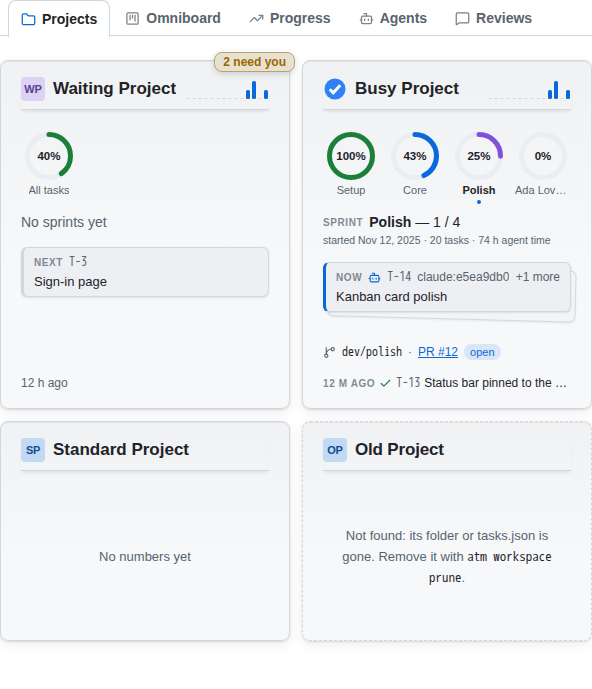 Projects
Omniboard
Progress
Agents
Reviews
2 need you
WP Waiting Project
40%
All tasks
No sprints yet
NEXT T-3
Sign-in page
12 h ago
Busy Project
100% 43% 25% 0%
Setup Core Polish Ada Lov…
SPRINT Polish — 1 / 4
started Nov 12, 2025 · 20 tasks · 74 h agent time
NOW T-14 claude:e5ea9db0 +1 more
Kanban card polish
dev/polish · PR #12 open
12 M AGO T-13 Status bar pinned to the …
SP Standard Project
No numbers yet
OP Old Project
Not found: its folder or tasks.json is
gone. Remove it with atm workspace
prune.